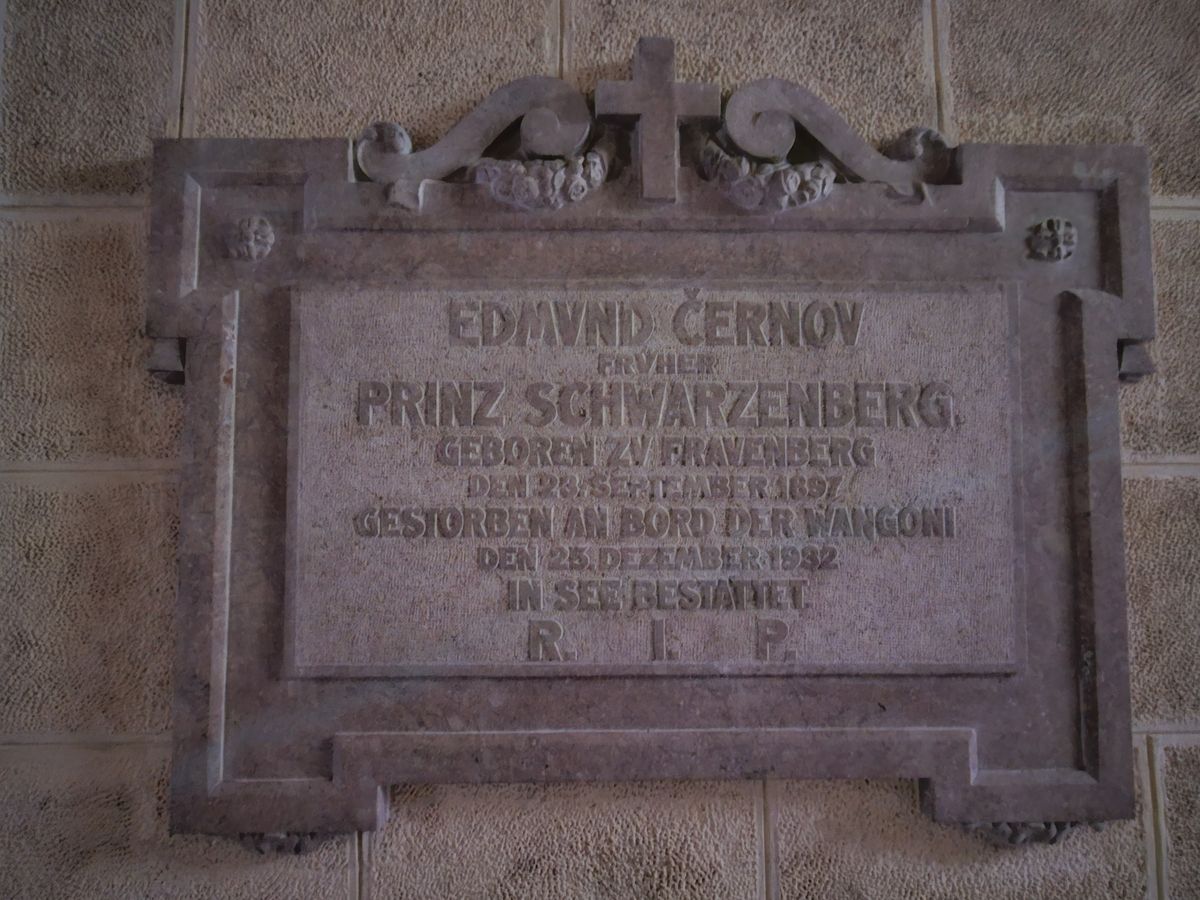 EDMVND ČERNOV
FRVHER
PRINZ SCHWARZENBERG.
GEBOREN ZV FRAVENBERG
DEN 23. SEPTEMBER 1897
GESTORBEN AN BORD DER WANGONI
DEN 25. DEZEMBER 1932
IN SEE BESTATTET.
R. I. P.